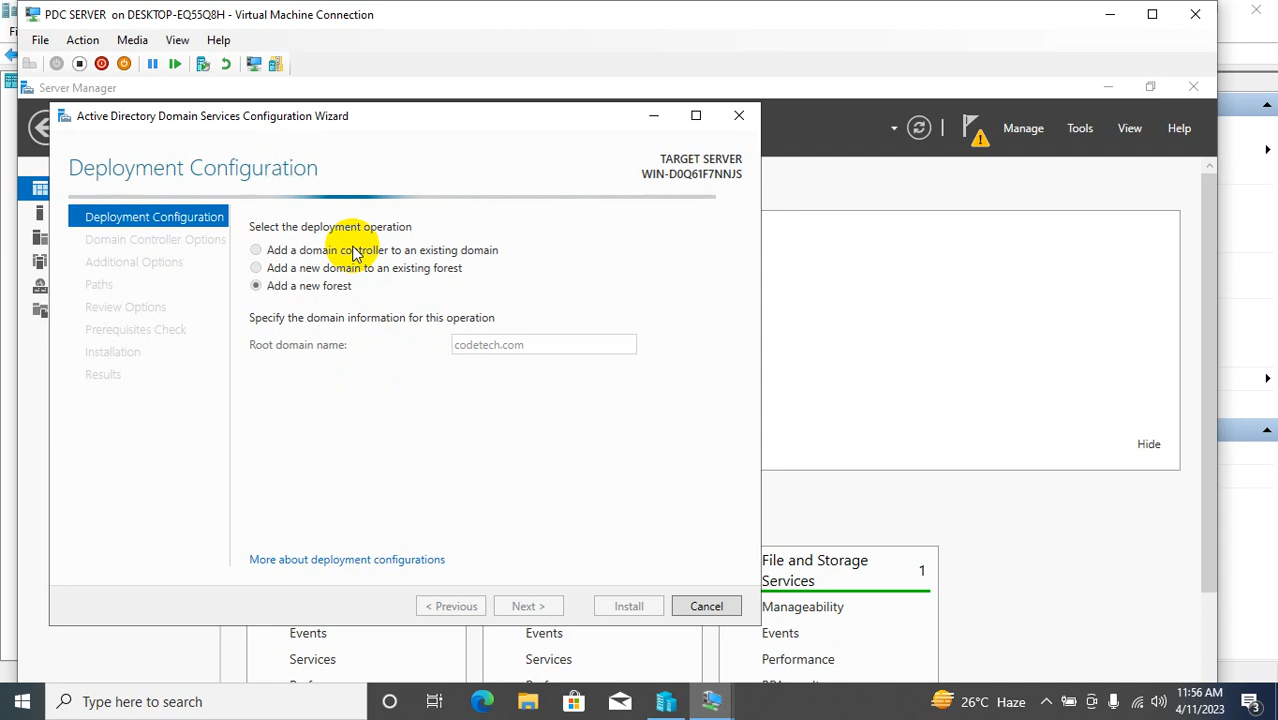 PDC SERVER on DESKTOP-EQ55Q8H - Virtual Machine Connection
File Action Media View Help
Server Manager
Active Directory Domain Services Configuration Wizard
Manage Tools View Help
Deployment Configuration
TARGET SERVER
WIN-D0Q61F7NNJS
Deployment Configuration
Domain Controller Options
Additional Options
Paths
Review Options
Prerequisites Check
Installation
Results
Select the deployment operation
Add a domain controller to an existing domain
Add a new domain to an existing forest
Add a new forest
Specify the domain information for this operation
Root domain name: codetech.com
More about deployment configurations
< Previous Next > Install Cancel
Hide
File and Storage
Services 1
Manageability
Events Events Events
Services Services Performance
Type here to search
26°C Haze
11:56 AM
4/11/2023
3